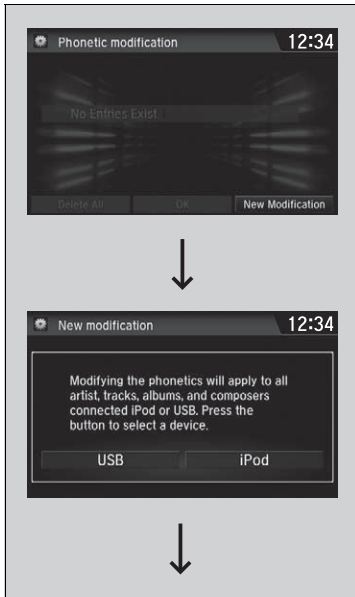 Phonetic modification 12:34
No Entries Exist
Delete All OK New Modification
New modification 12:34
Modifying the phonetics will apply to all
artist, tracks, albums, and composers
connected iPod or USB. Press the
button to select a device.
USB iPod